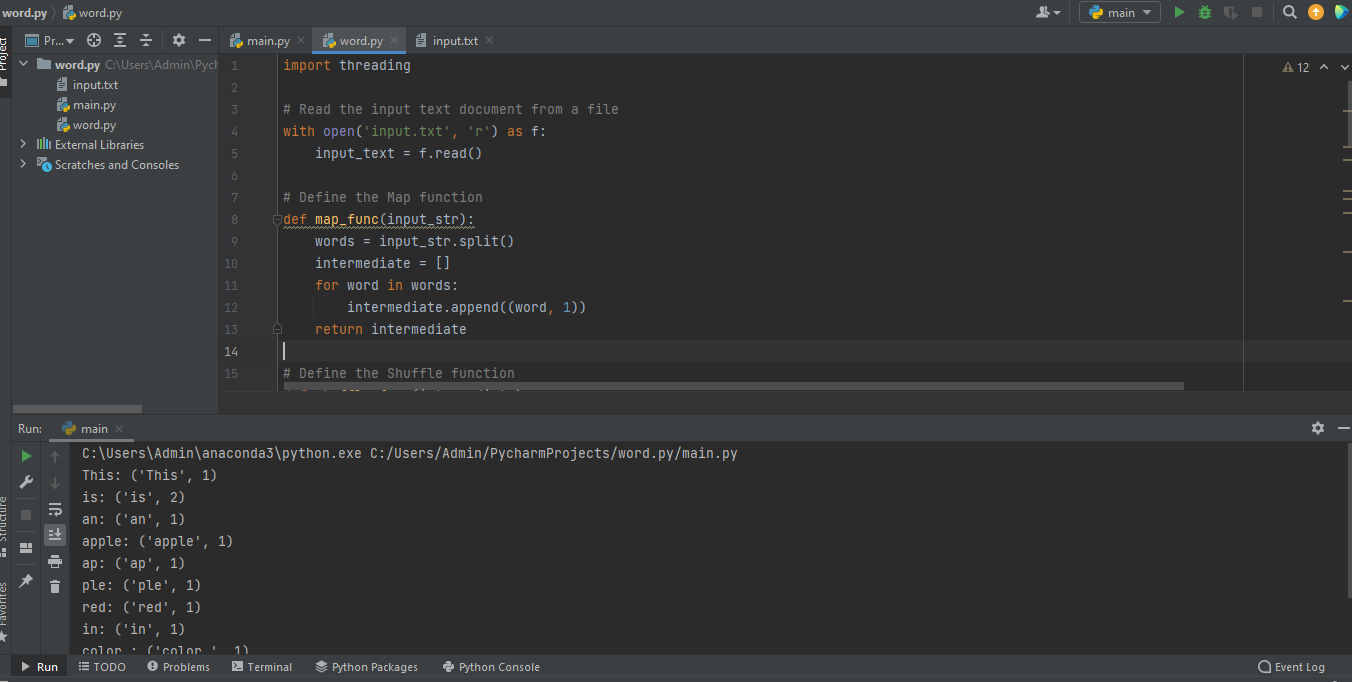 word.py
word.py
main
Project
Pr...
main.py
word.py
input.txt
word.py C:\Users\Admin\Pych
input.txt
main.py
word.py
External Libraries
Scratches and Consoles
12
1 import threading
2
3 # Read the input text document from a file
4 with open('input.txt', 'r') as f:
5 input_text = f.read()
6
7 # Define the Map function
8 def map_func(input_str):
9 words = input_str.split()
10 intermediate = []
11 for word in words:
12 intermediate.append((word, 1))
13 return intermediate
14
15 # Define the Shuffle function
Run: main
C:\Users\Admin\anaconda3\python.exe C:/Users/Admin/PycharmProjects/word.py/main.py
This: ('This', 1)
is: ('is', 2)
an: ('an', 1)
apple: ('apple', 1)
ap: ('ap', 1)
ple: ('ple', 1)
red: ('red', 1)
in: ('in', 1)
color : ('color ', 1)
Structure
Favorites
Run
TODO
Problems
Terminal
Python Packages
Python Console
Event Log